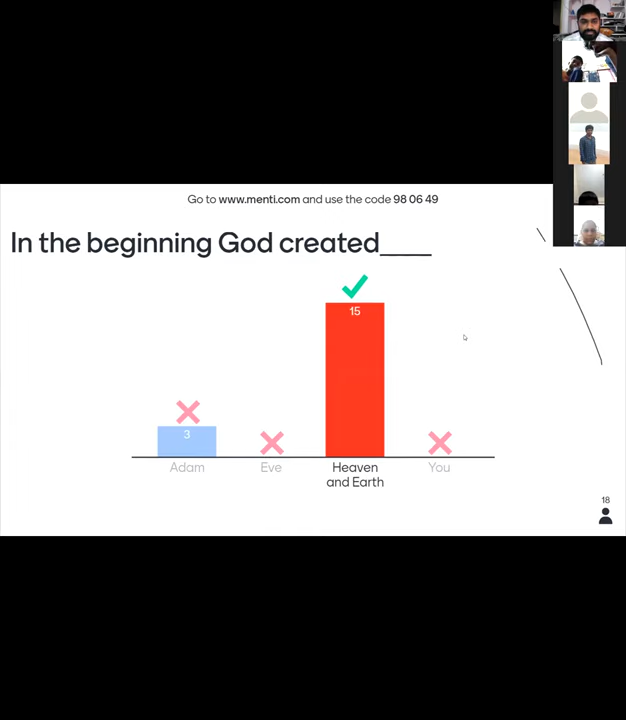 Go to www.menti.com and use the code 98 06 49
In the beginning God created____
15
3
Adam
Eve
Heaven
and Earth
You
18